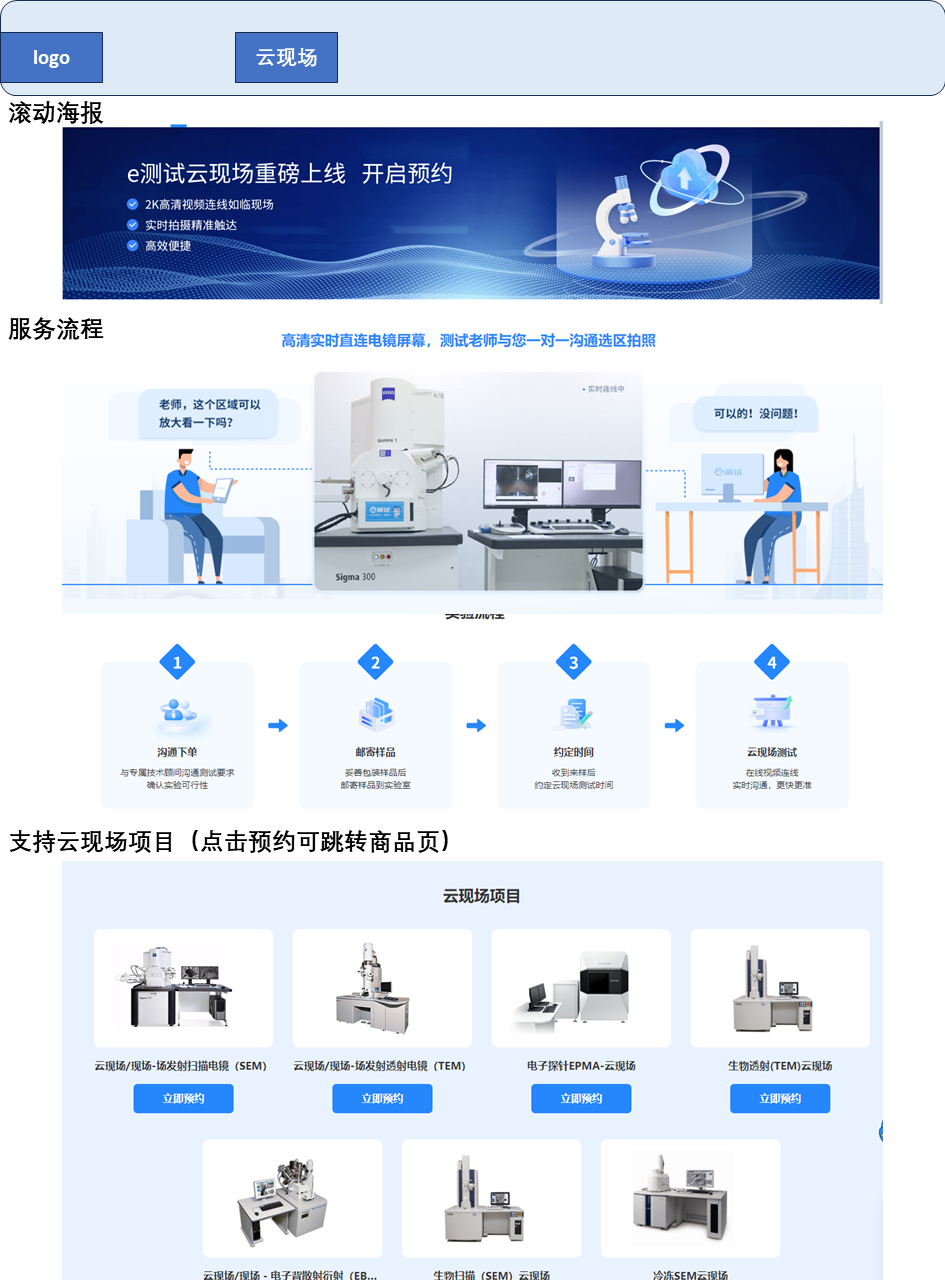 logo
云现场
滚动海报
e测试云现场重磅上线 开启预约
2K高清视频连线如临现场
实时拍摄精准触达
高效便捷
服务流程
高清实时直连电镜屏幕，测试老师与您一对一沟通选区拍照
老师，这个区域可以
放大看一下吗？
实时连线中
可以的！没问题！
e测试
Gemini 1
e测试
Sigma 300
实验流程
1
2
3
4
沟通下单
邮寄样品
约定时间
云现场测试
与专属技术顾问沟通测试要求
确认实验可行性
妥善包装样品后
邮寄样品到实验室
收到来样后
约定云现场测试时间
在线视频连线
实时沟通，更快更准
支持云现场项目（点击预约可跳转商品页）
云现场项目
云现场/现场-场发射扫描电镜（SEM）
云现场/现场-场发射透射电镜（TEM）
电子探针EPMA-云现场
生物透射(TEM)云现场
立即预约
立即预约
立即预约
立即预约
云现场/现场 - 电子背散射衍射（EB...
生物扫描（SEM）云现场
冷冻SEM云现场